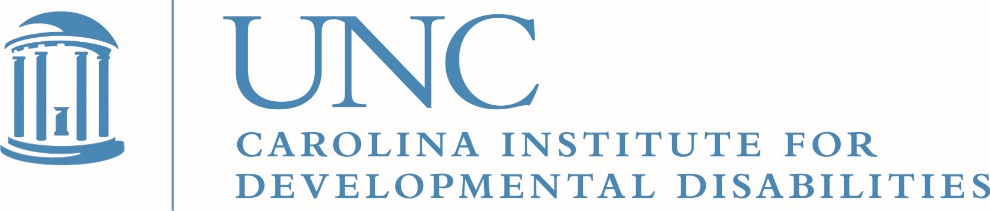 UNC
CAROLINA INSTITUTE FOR
DEVELOPMENTAL DISABILITIES